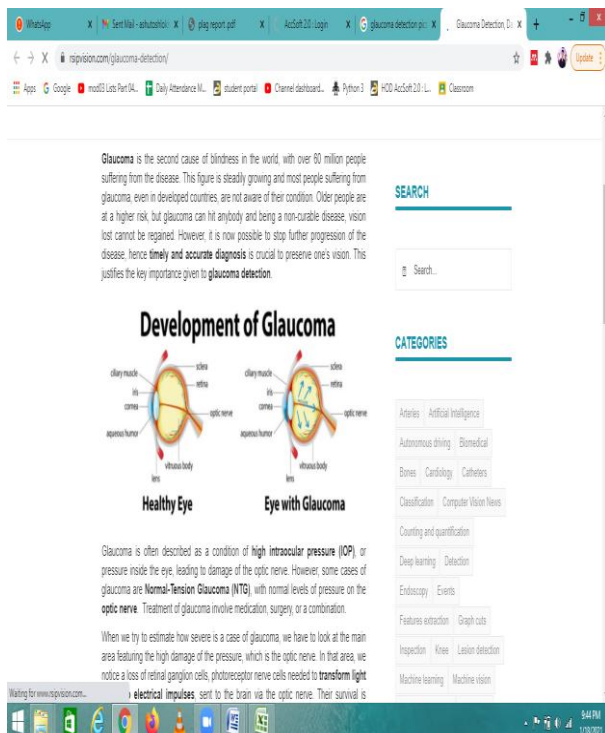 WhatsApp
Sent Mail - ashutoshlok
plag report.pdf
AccSoft 2.0 : Login
glaucoma detection pic
Glaucoma Detection, D
rsipvision.com/glaucoma-detection/
Update
Apps
Google
mod03 Lists Part 04...
Daily Attendance M...
student portal
Channel dashboard...
Python 3
HOD AccSoft 2.0 : L...
Classroom
Glaucoma is the second cause of blindness in the world, with over 60 million people
suffering from the disease. This figure is steadily growing and most people suffering from
glaucoma, even in developed countries, are not aware of their condition. Older people are
at a higher risk, but glaucoma can hit anybody and being a non-curable disease, vision
lost cannot be regained. However, it is now possible to stop further progression of the
disease, hence timely and accurate diagnosis is crucial to preserve one's vision. This
justifies the key importance given to glaucoma detection.
Development of Glaucoma
ciliary muscle
iris
cornea
aqueous humor
lens
sclera
retina
optic nerve
vitruous body
Healthy Eye
ciliary muscle
iris
cornea
aqueous humor
lens
sclera
retina
optic nerve
vitruous body
Eye with Glaucoma
Glaucoma is often described as a condition of high intraocular pressure (IOP), or
pressure inside the eye, leading to damage of the optic nerve. However, some cases of
glaucoma are Normal-Tension Glaucoma (NTG), with normal levels of pressure on the
optic nerve. Treatment of glaucoma involve medication, surgery, or a combination.
When we try to estimate how severe is a case of glaucoma, we have to look at the main
area featuring the high damage of the pressure, which is the optic nerve. In that area, we
notice a loss of retinal ganglion cells, photoreceptor nerve cells needed to transform light
electrical impulses, sent to the brain via the optic nerve. Their survival is
Waiting for www.rsipvision.com...
SEARCH
Search...
CATEGORIES
Arteries Artificial Intelligence
Autonomous driving Biomedical
Bones Cardiology Catheters
Classification Computer Vision News
Counting and quantification
Deep learning Detection
Endoscopy Events
Features extraction Graph cuts
Inspection Knee Lesion detection
Machine learning Machine vision
9:44 PM